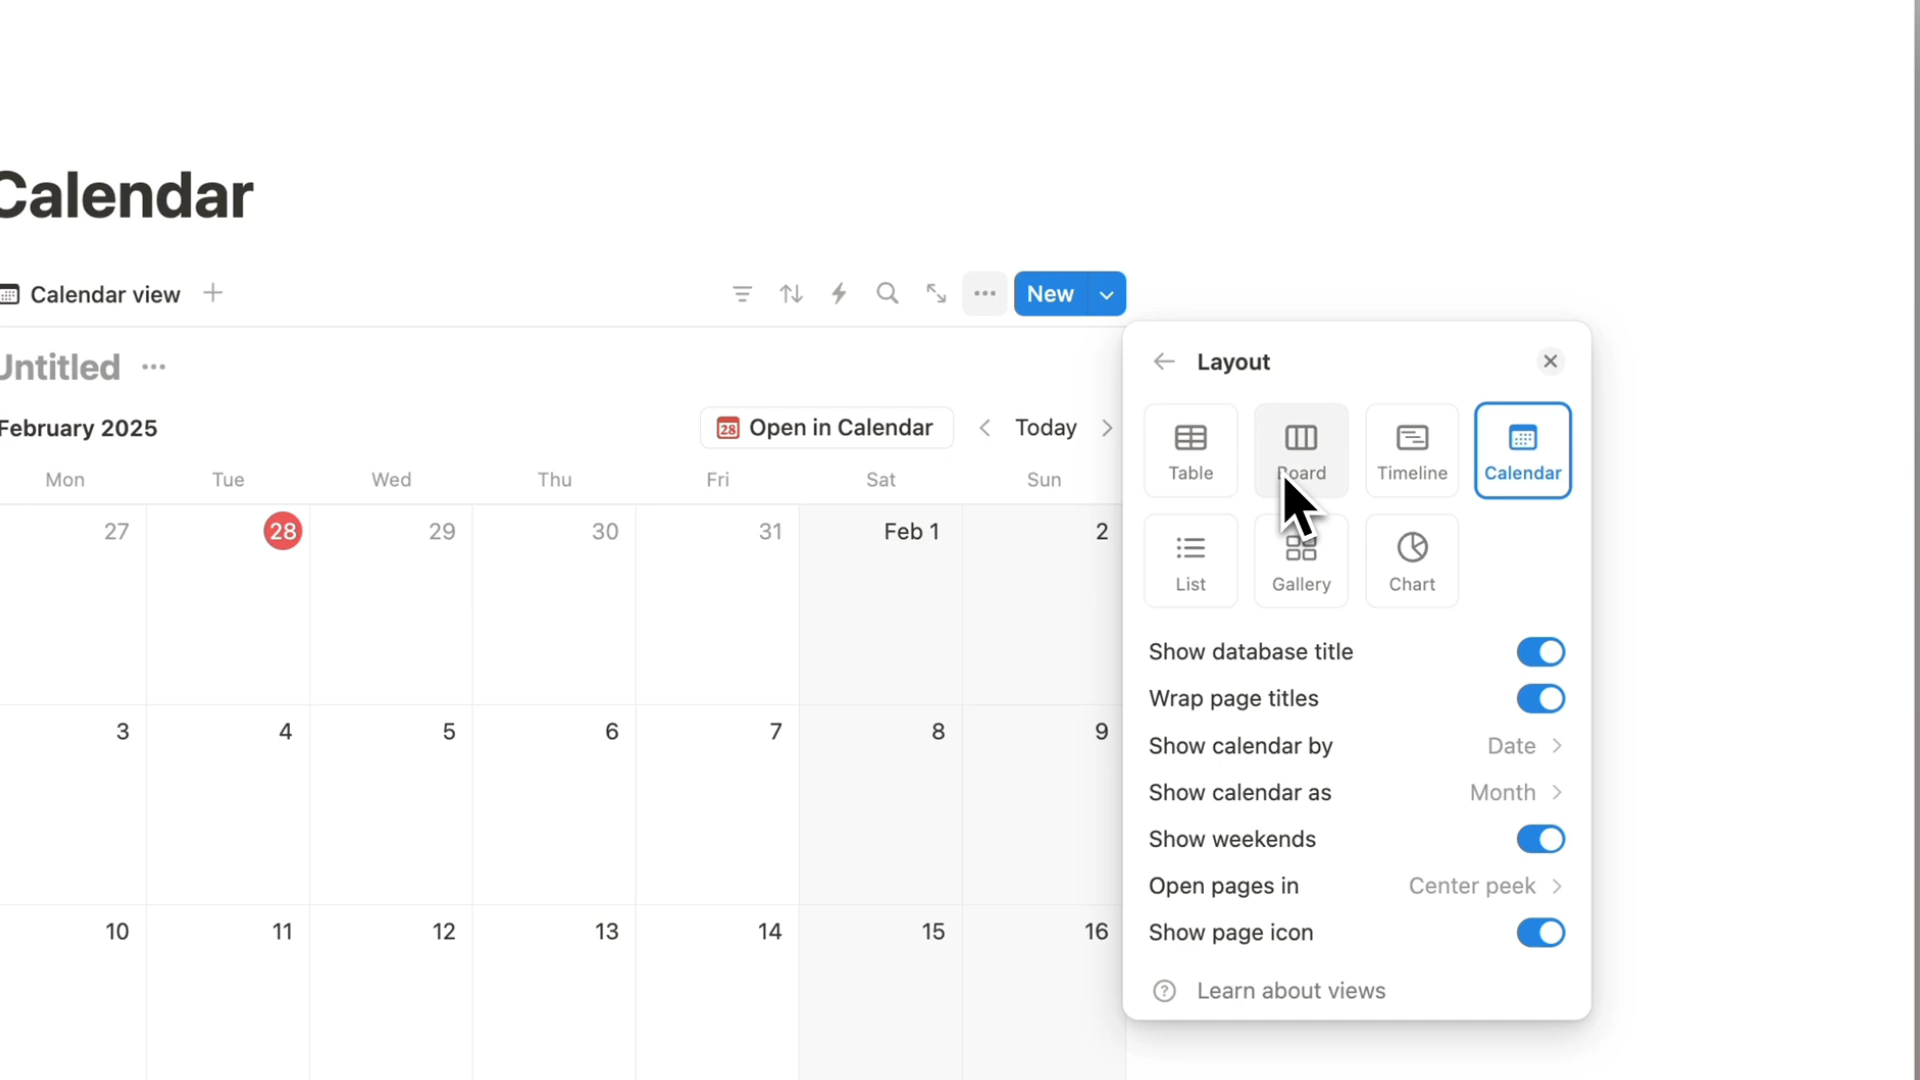 Calendar
Calendar view
New
Untitled
Layout
February 2025
28 Open in Calendar
Today
Table
Board
Timeline
Calendar
Mon
Tue
Wed
Thu
Fri
Sat
Sun
27
28
29
30
31
Feb 1
2
List
Gallery
Chart
Show database title
Wrap page titles
3
4
5
6
7
8
9
Show calendar by
Date
Show calendar as
Month
Show weekends
Open pages in
Center peek
10
11
12
13
14
15
16
Show page icon
? Learn about views